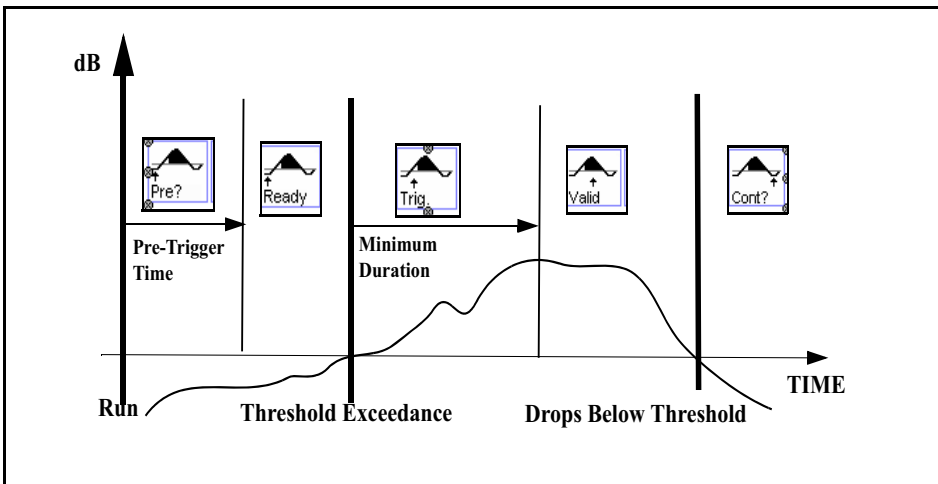 dB
Pre?
Ready
Trig.
Valid
Cont?
Pre-Trigger
Time
Minimum
Duration
TIME
Run
Threshold Exceedance
Drops Below Threshold